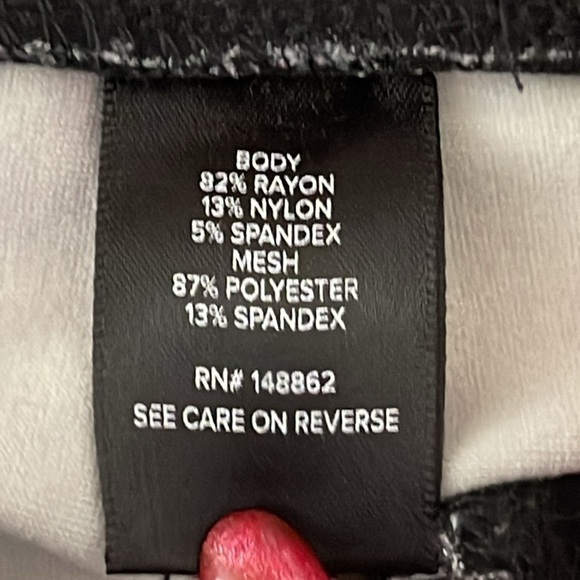 BODY
82% RAYON
13% NYLON
5% SPANDEX
MESH
87% POLYESTER
13% SPANDEX
RN# 148862
SEE CARE ON REVERSE